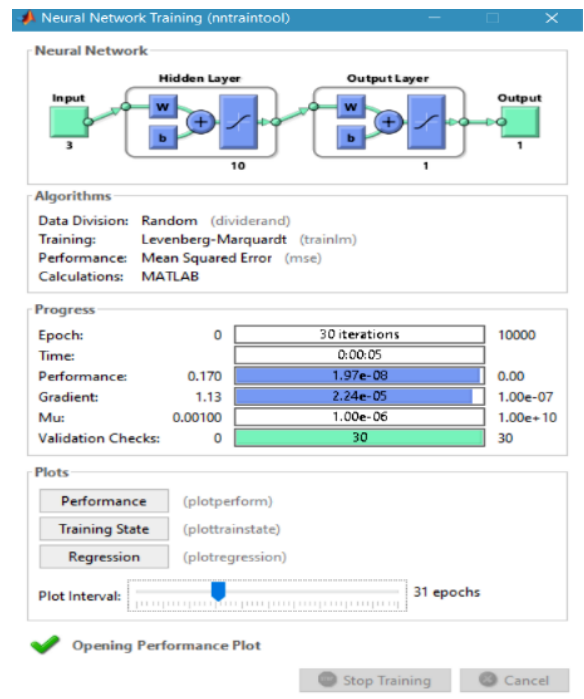 Neural Network Training (nntraintool)
Neural Network
Hidden Layer Output Layer
Input Output
W W
b b
3 10 1 1
Algorithms
Data Division: Random (dividerand)
Training: Levenberg-Marquardt (trainlm)
Performance: Mean Squared Error (mse)
Calculations: MATLAB
Progress
Epoch: 0 30 iterations 10000
Time: 0:00:05
Performance: 0.170 1.97e-08 0.00
Gradient: 1.13 2.24e-05 1.00e-07
Mu: 0.00100 1.00e-06 1.00e+10
Validation Checks: 0 30 30
Plots
Performance (plotperform)
Training State (plottrainstate)
Regression (plotregression)
Plot Interval: 31 epochs
Opening Performance Plot
Stop Training Cancel